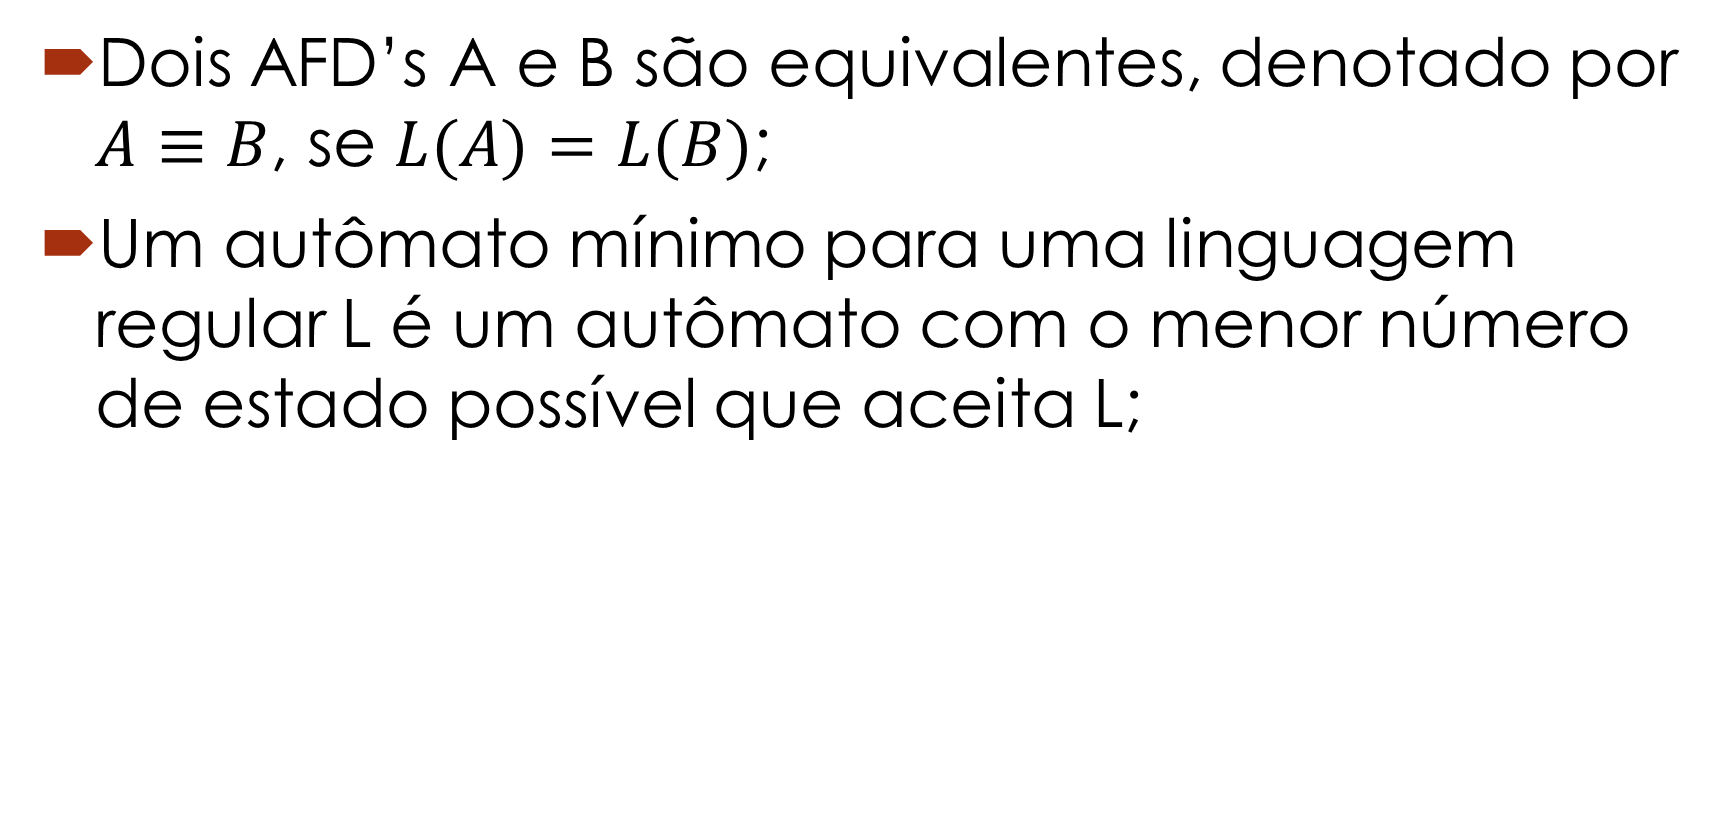 Dois AFD’s A e B são equivalentes, denotado por
A ≡ B, se L(A) = L(B);
Um autômato mínimo para uma linguagem
regular L é um autômato com o menor número
de estado possível que aceita L;